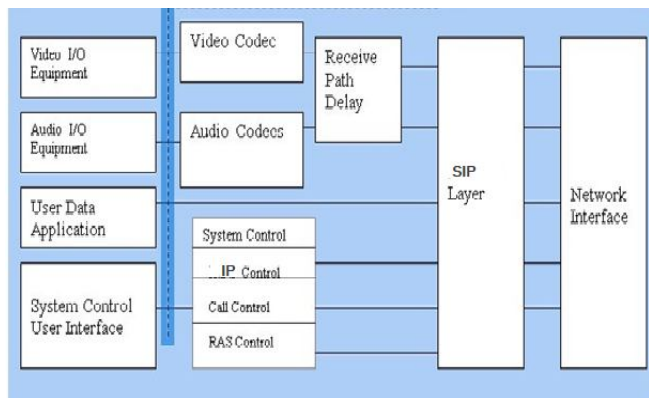 Video I/O
Equipment
Video Codec
Receive
Path
Delay
Audio I/O
Equipment
Audio Codecs
SIP
Layer
Network
Interface
User Data
Application
System Control
User Interface
System Control
IP Control
Call Control
RAS Control